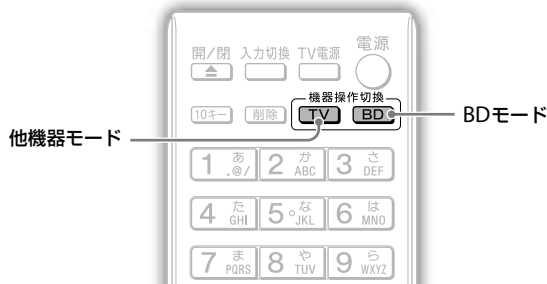 開/閉 入力切換 TV電源 電源
機器操作切換
10キー 削除 TV BD
BDモード
他機器モード
1 あ .@/ 2 か ABC 3 さ DEF
4 た GHI 5 な JKL 6 は MNO
7 ま PQRS 8 や TUV 9 ら WXYZ